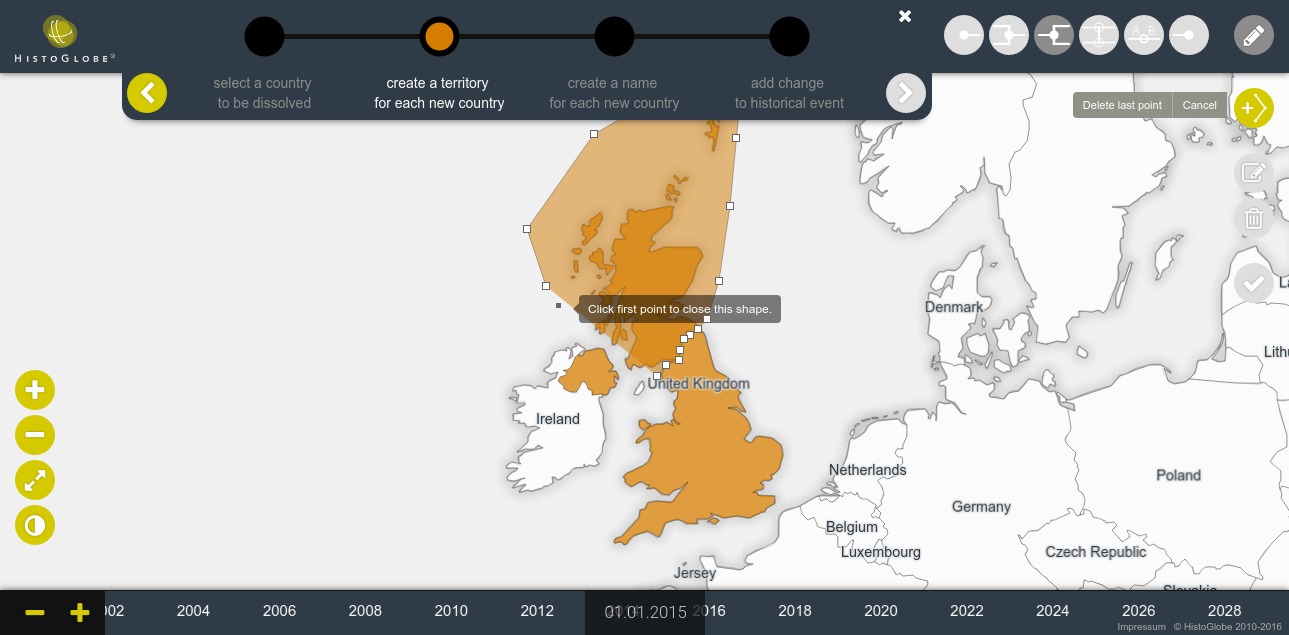 HISTOGLOBE
select a country
to be dissolved
create a territory
for each new country
create a name
for each new country
add change
to historical event
A B
Delete last point
Cancel
Click first point to close this shape.
Denmark
Lithu
United Kingdom
Ireland
Netherlands
Poland
Germany
Belgium
Luxembourg
Czech Republic
Jersey
Slovakia
002
2004
2006
2008
2010
2012
01.01.2015
2016
2018
2020
2022
2024
2026
2028
Impressum
© HistoGlobe 2010-2016